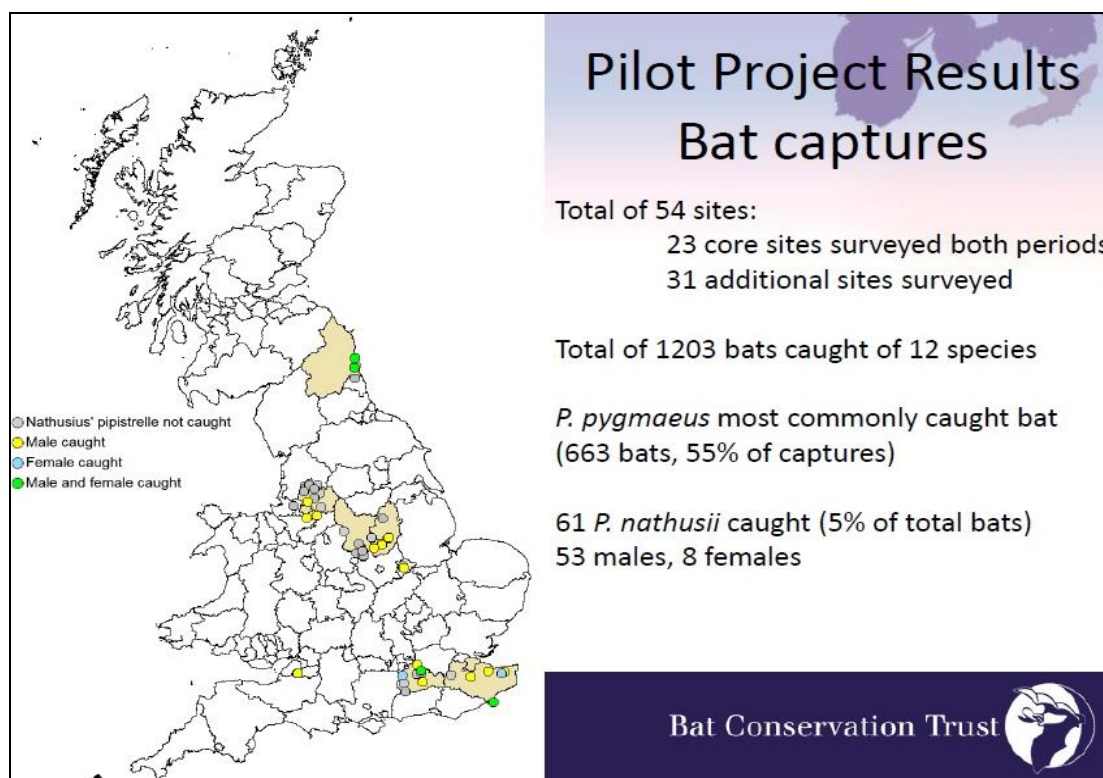 Pilot Project Results
Bat captures
Total of 54 sites:
23 core sites surveyed both periods
31 additional sites surveyed
Total of 1203 bats caught of 12 species
P. pygmaeus most commonly caught bat
(663 bats, 55% of captures)
61 P. nathusii caught (5% of total bats)
53 males, 8 females
Nathusius' pipistrelle not caught
Male caught
Female caught
Male and female caught
Bat Conservation Trust